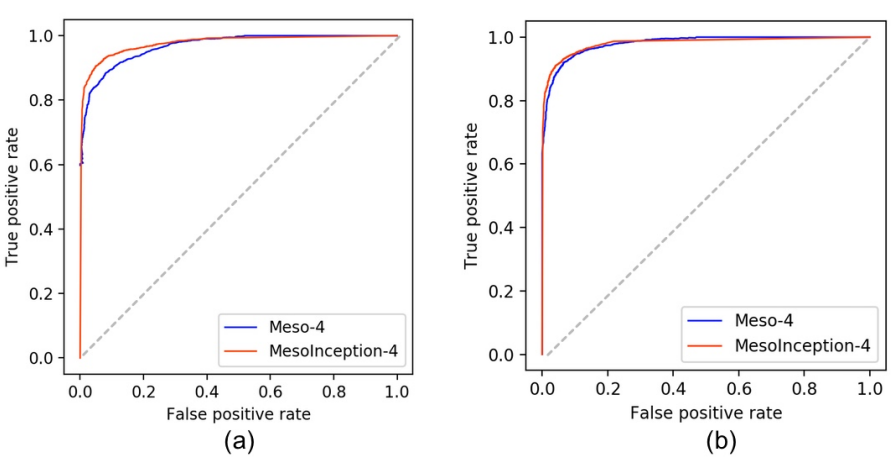 1.0
0.8
0.6
0.4
0.2
0.0
True positive rate
Meso-4
MesoInception-4
0.0 0.2 0.4 0.6 0.8 1.0
False positive rate
(a)
1.0
0.8
0.6
0.4
0.2
0.0
True positive rate
Meso-4
MesoInception-4
0.0 0.2 0.4 0.6 0.8 1.0
False positive rate
(b)